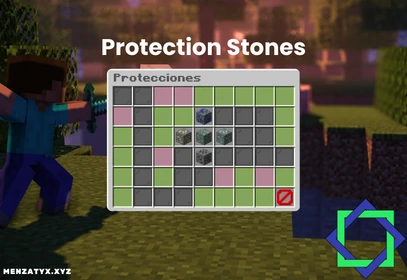 Protection Stones
Protecciones
MENZATYX.XYZ